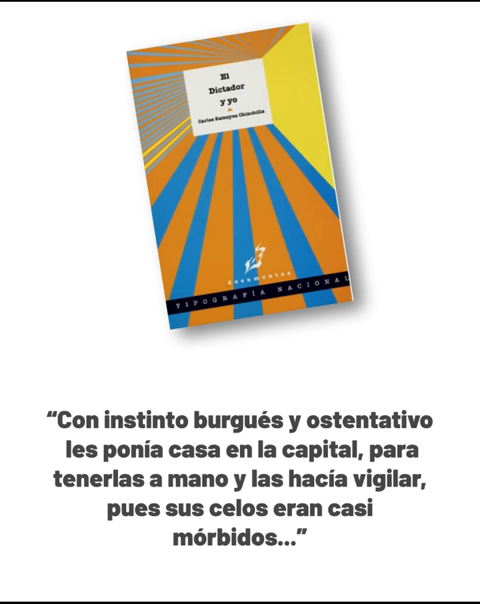 El
Dictador
y yo
Carlos Samayoa Chinchilla
documentos
TIPOGRAFÍA NACIONAL
“Con instinto burgués y ostentativo
les ponía casa en la capital, para
tenerlas a mano y las hacía vigilar,
pues sus celos eran casi
mórbidos...”